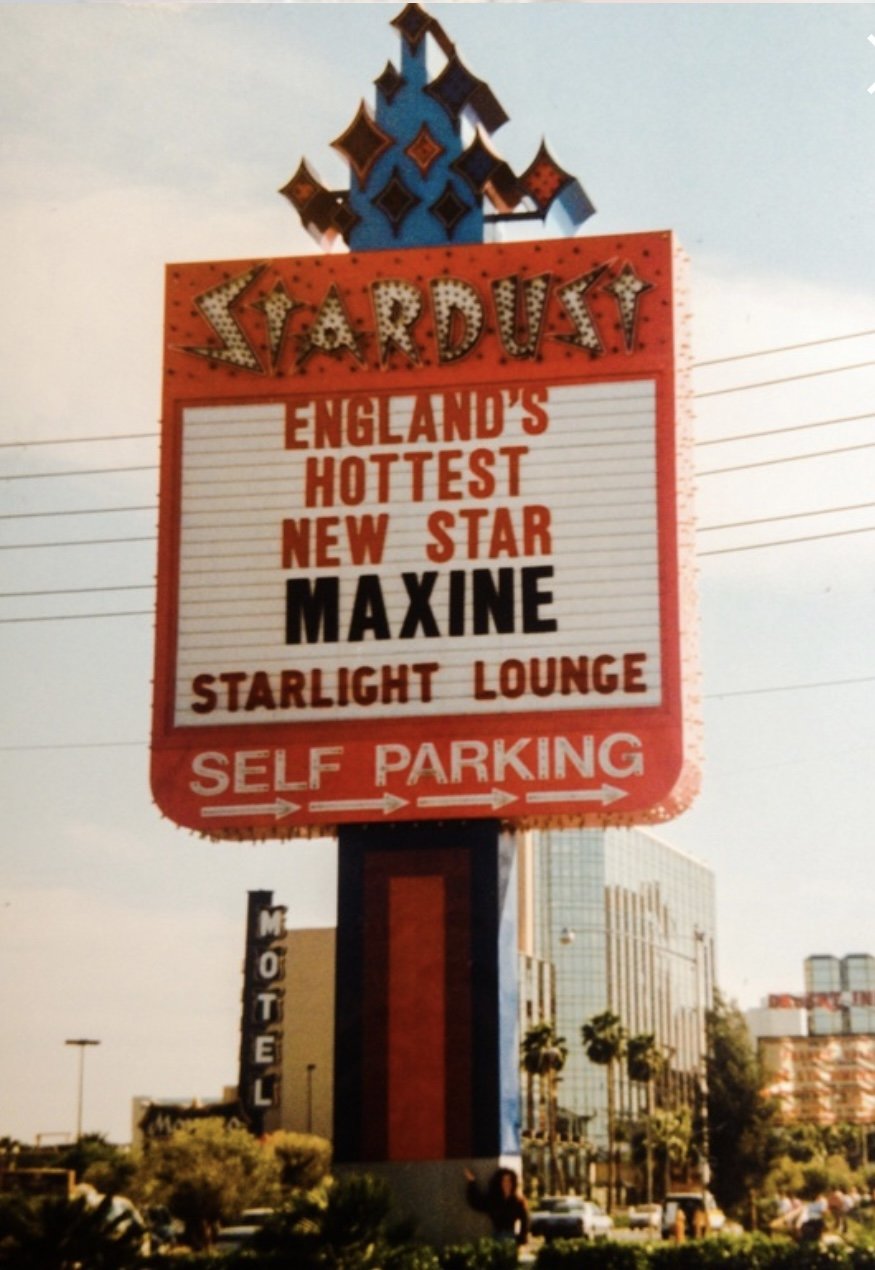 STARDUST
ENGLAND'S
HOTTEST
NEW STAR
MAXINE
STARLIGHT LOUNGE
SELF PARKING
MOTEL